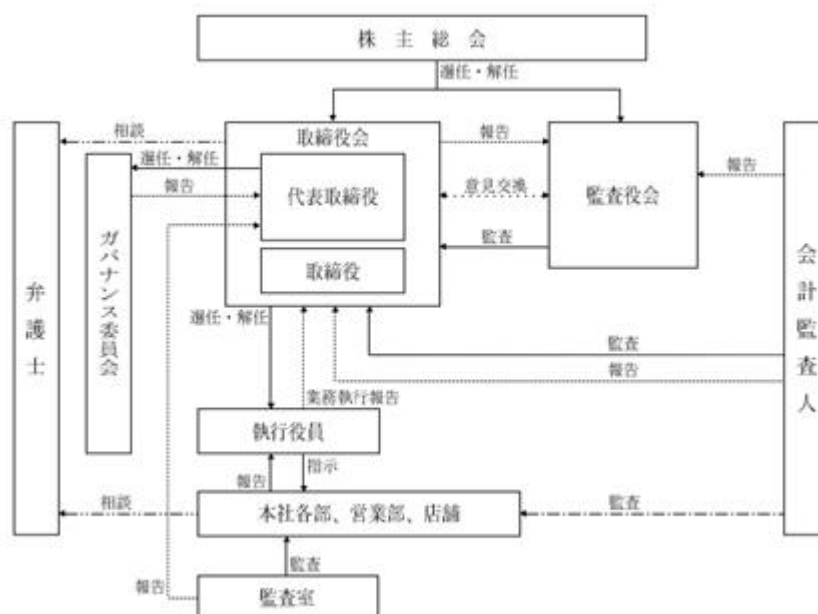 株主総会
選任・解任
相談
取締役会
報告
選任・解任
報告
代表取締役
意見交換
監査役会
報告
監査
取締役
ガバナンス委員会
弁護士
会計監査人
選任・解任
監査
報告
業務執行報告
執行役員
報告
指示
相談
本社各部、営業部、店舗
監査
監査
報告
監査室